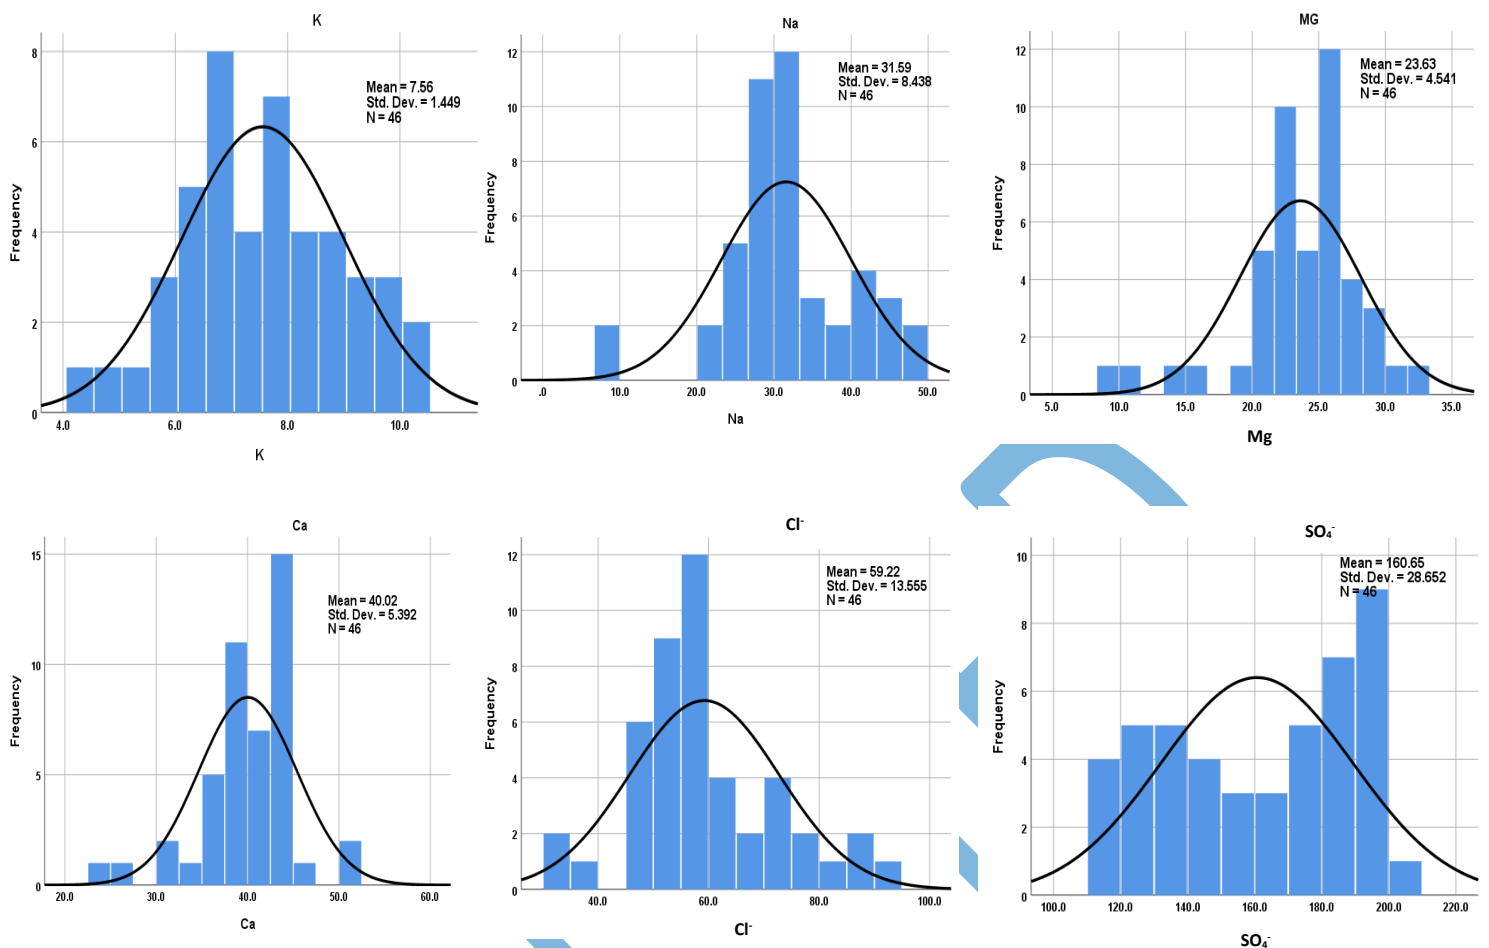 K
Mean = 7.56
Std. Dev. = 1.449
N = 46
Frequency
8
6
4
2
0
4.0 6.0 8.0 10.0
K
Na
Mean = 31.59
Std. Dev. = 8.438
N = 46
Frequency
12
10
8
6
4
2
0
.0 10.0 20.0 30.0 40.0 50.0
Na
MG
Mean = 23.63
Std. Dev. = 4.541
N = 46
Frequency
12
10
8
6
4
2
0
5.0 10.0 15.0 20.0 25.0 30.0 35.0
Mg
Ca
Mean = 40.02
Std. Dev. = 5.392
N = 46
Frequency
15
10
5
0
20.0 30.0 40.0 50.0 60.0
Ca
Cl⁻
Mean = 59.22
Std. Dev. = 13.555
N = 46
Frequency
12
10
8
6
4
2
0
40.0 60.0 80.0 100.0
Cl⁻
SO₄⁻
Mean = 160.65
Std. Dev. = 28.652
N = 46
Frequency
10
8
6
4
2
0
100.0 120.0 140.0 160.0 180.0 200.0 220.0
SO₄⁻